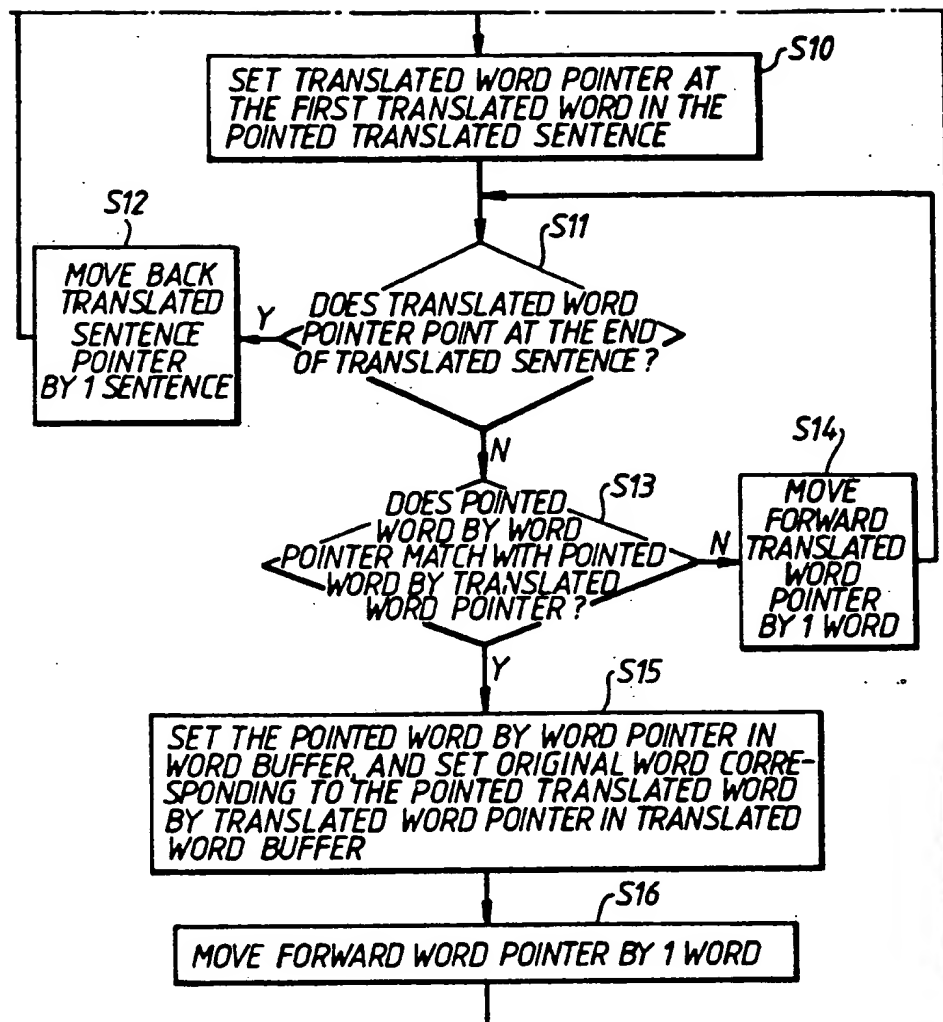 S10
SET TRANSLATED WORD POINTER AT
THE FIRST TRANSLATED WORD IN THE
POINTED TRANSLATED SENTENCE
S12
MOVE BACK
TRANSLATED
SENTENCE
POINTER
BY 1 SENTENCE
Y
S11
DOES TRANSLATED WORD
POINTER POINT AT THE END
OF TRANSLATED SENTENCE?
N
S13
DOES POINTED
WORD BY WORD
POINTER MATCH WITH POINTED
WORD BY TRANSLATED
WORD POINTER?
N
S14
MOVE
FORWARD
TRANSLATED
WORD
POINTER
BY 1 WORD
Y
S15
SET THE POINTED WORD BY WORD POINTER IN
WORD BUFFER, AND SET ORIGINAL WORD CORRE-
SPONDING TO THE POINTED TRANSLATED WORD
BY TRANSLATED WORD POINTER IN TRANSLATED
WORD BUFFER
S16
MOVE FORWARD WORD POINTER BY 1 WORD